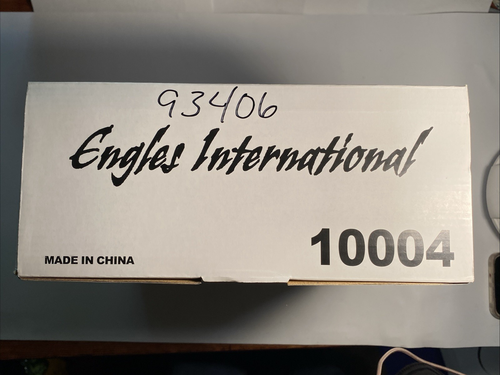 93406
Engles International
10004
MADE IN CHINA